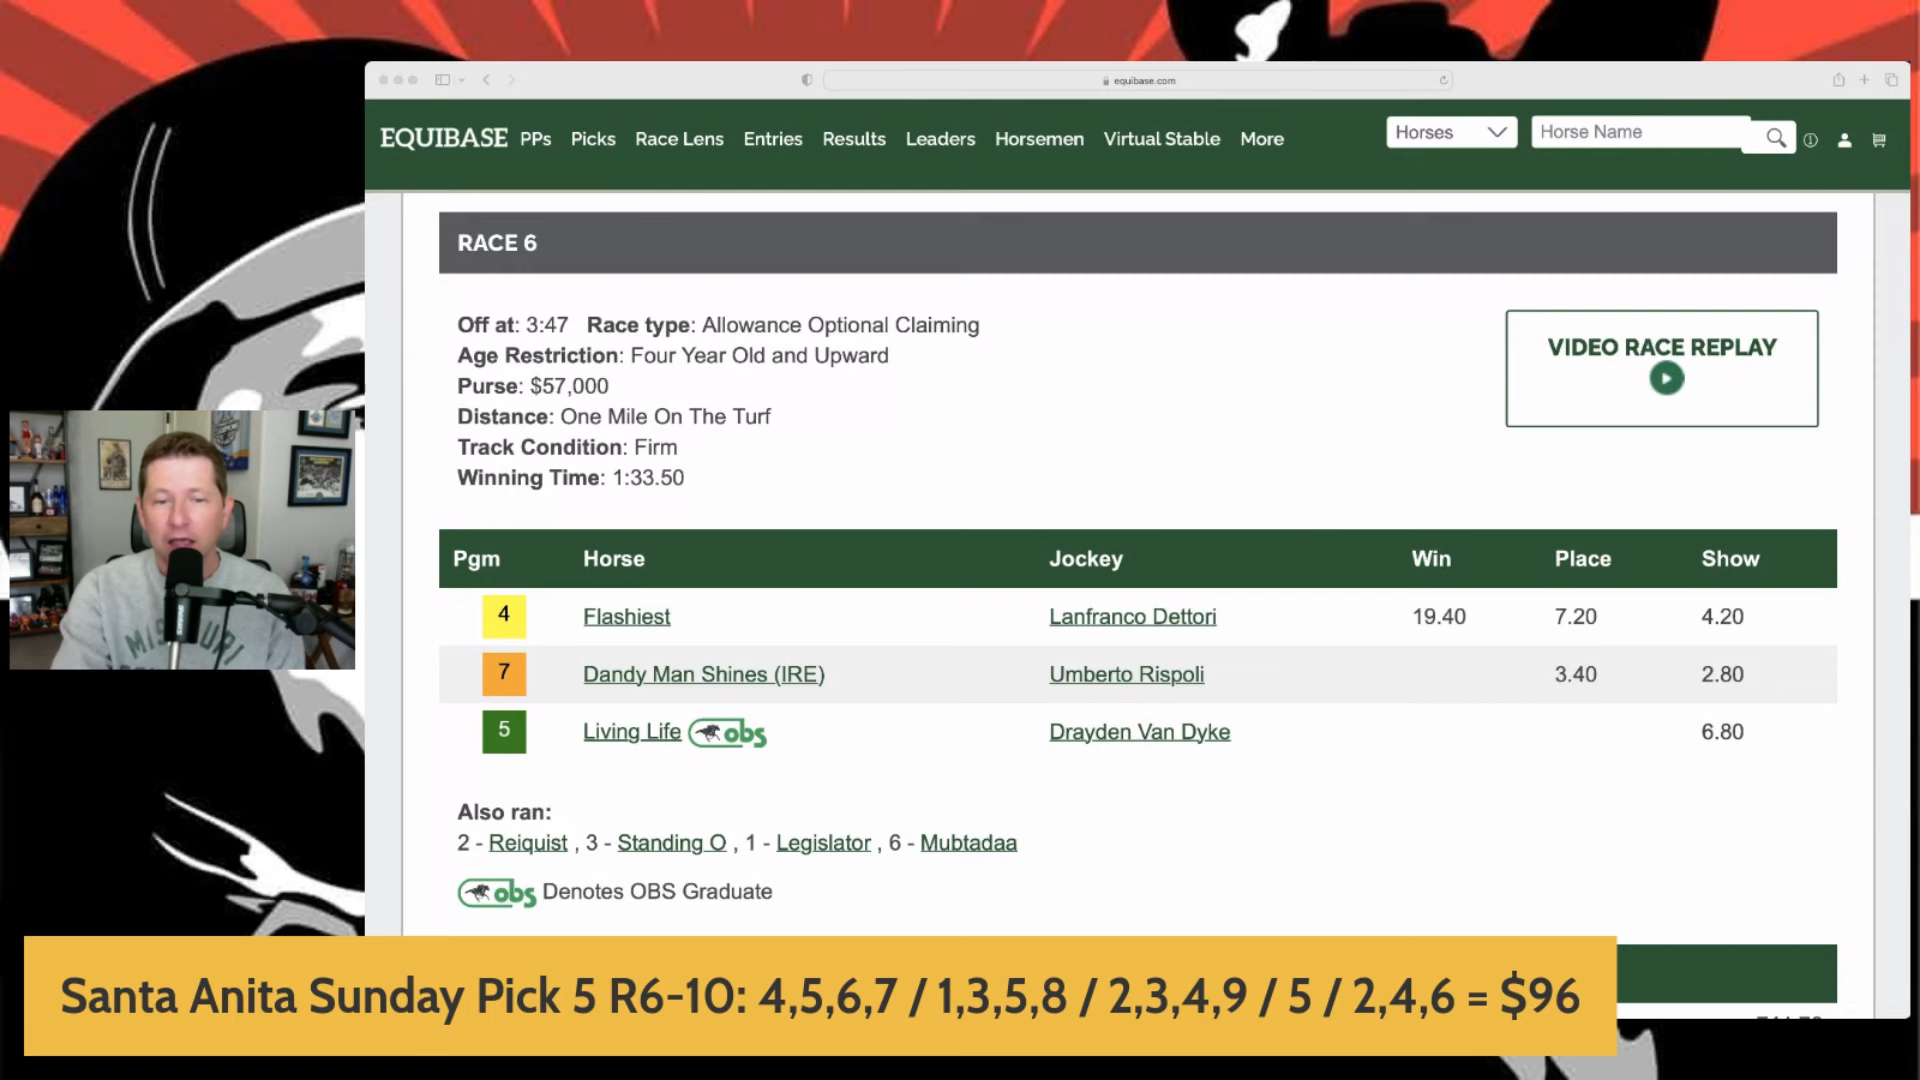 equibase.com
EQUIBASE PPs Picks Race Lens Entries Results Leaders Horsemen Virtual Stable More Horses Horse Name
RACE 6
Off at: 3:47 Race type: Allowance Optional Claiming
Age Restriction: Four Year Old and Upward
Purse: $57,000
Distance: One Mile On The Turf
Track Condition: Firm
Winning Time: 1:33.50
VIDEO RACE REPLAY
Pgm Horse Jockey Win Place Show
4 Flashiest Lanfranco Dettori 19.40 7.20 4.20
7 Dandy Man Shines (IRE) Umberto Rispoli 3.40 2.80
5 Living Life obs Drayden Van Dyke 6.80
Also ran:
2 - Reiquist , 3 - Standing O , 1 - Legislator , 6 - Mubtadaa
obs Denotes OBS Graduate
MISSOURI
Santa Anita Sunday Pick 5 R6-10: 4,5,6,7 / 1,3,5,8 / 2,3,4,9 / 5 / 2,4,6 = $96